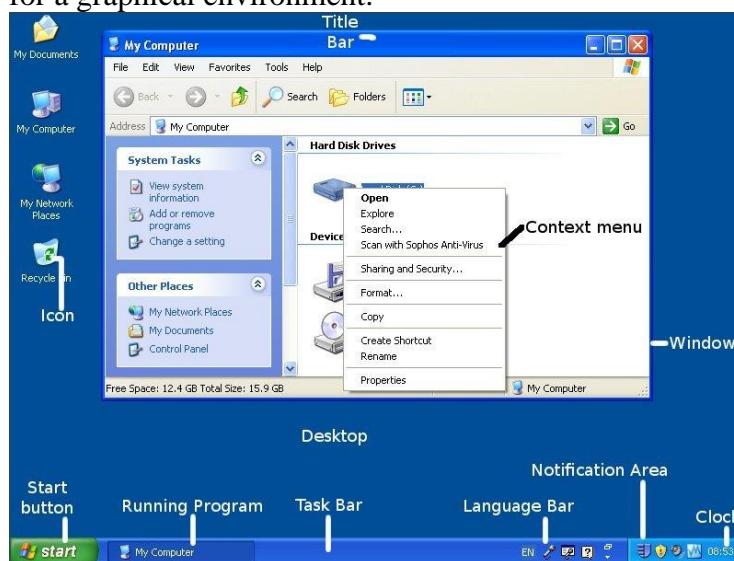 for a graphical environment.
Title
Bar
My Documents
My Computer
My Network
Places
Recycle Bin
Icon
My Computer
File Edit View Favorites Tools Help
Back Search Folders
Address My Computer Go
System Tasks
View system
information
Add or remove
programs
Change a setting
Other Places
My Network Places
My Documents
Control Panel
Hard Disk Drives
Device
Open
Explore
Search...
Scan with Sophos Anti-Virus
Sharing and Security...
Format...
Copy
Create Shortcut
Rename
Properties
Context menu
Window
Free Space: 12.4 GB Total Size: 15.9 GB My Computer
Desktop
Notification Area
Start
button
Running Program
Task Bar
Language Bar
Clock
start My Computer EN 08:53